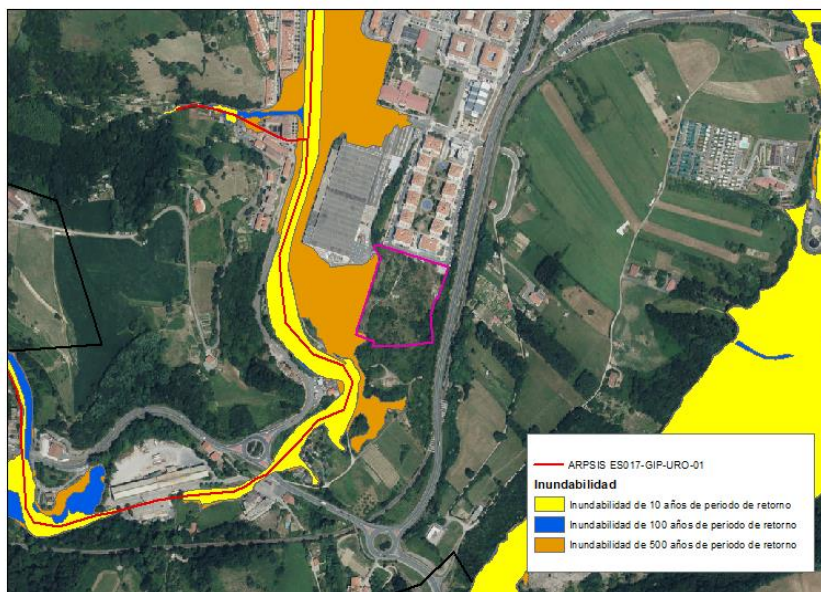 ARPSIS ES017-GIP-URO-01
Inundabilidad
Inundabilidad de 10 años de periodo de retorno
Inundabilidad de 100 años de periodo de retorno
Inundabilidad de 500 años de periodo de retorno